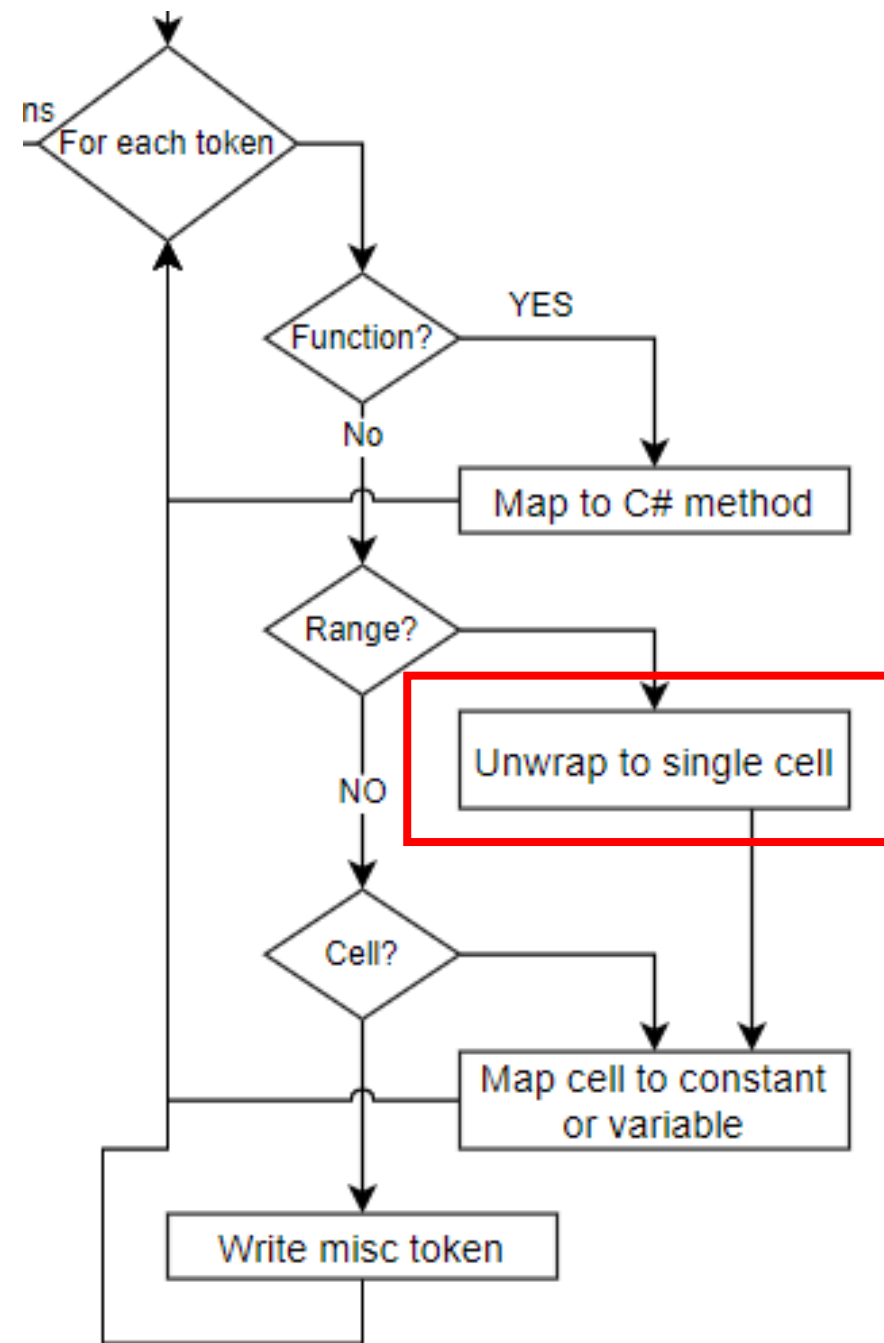 ns
For each token
YES
Function?
No
Map to C# method
Range?
Unwrap to single cell
NO
Cell?
Map cell to constant
or variable
Write misc token